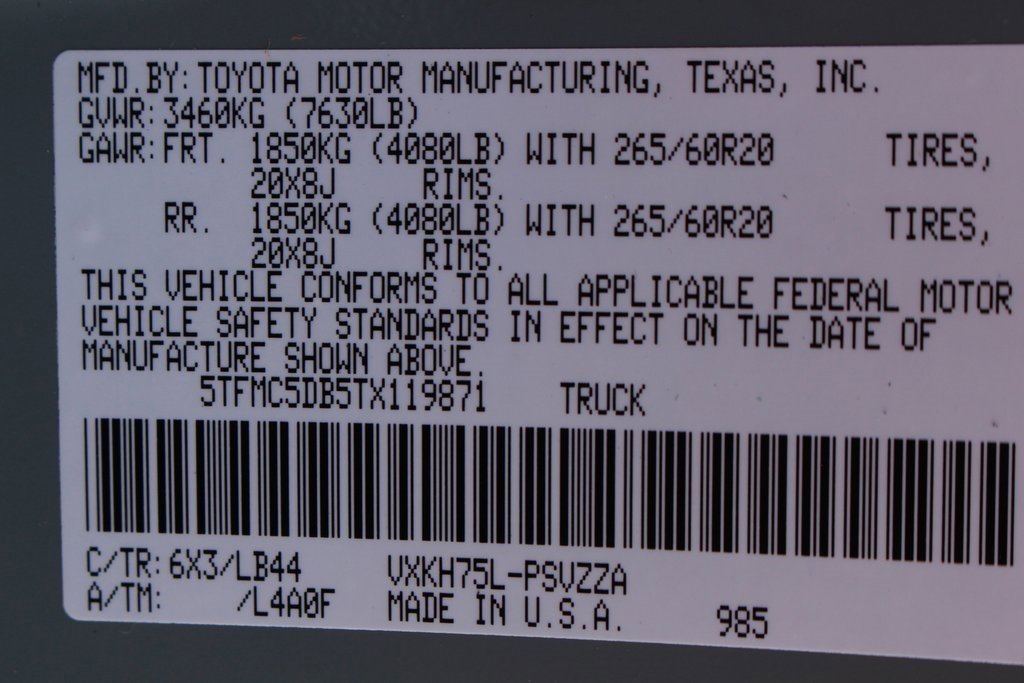 MFD.BY: TOYOTA MOTOR MANUFACTURING, TEXAS, INC.
GVWR: 3460KG (7630LB)
GAWR: FRT. 1850KG (4080LB) WITH 265/60R20 TIRES,
20X8J RIMS.
RR. 1850KG (4080LB) WITH 265/60R20 TIRES,
20X8J RIMS.
THIS VEHICLE CONFORMS TO ALL APPLICABLE FEDERAL MOTOR
VEHICLE SAFETY STANDARDS IN EFFECT ON THE DATE OF
MANUFACTURE SHOWN ABOVE.
5TFMC5DB5TX119871 TRUCK
C/TR: 6X3/LB44 VXKH75L-PSVZZA
A/TM: /L4A0F MADE IN U.S.A. 985